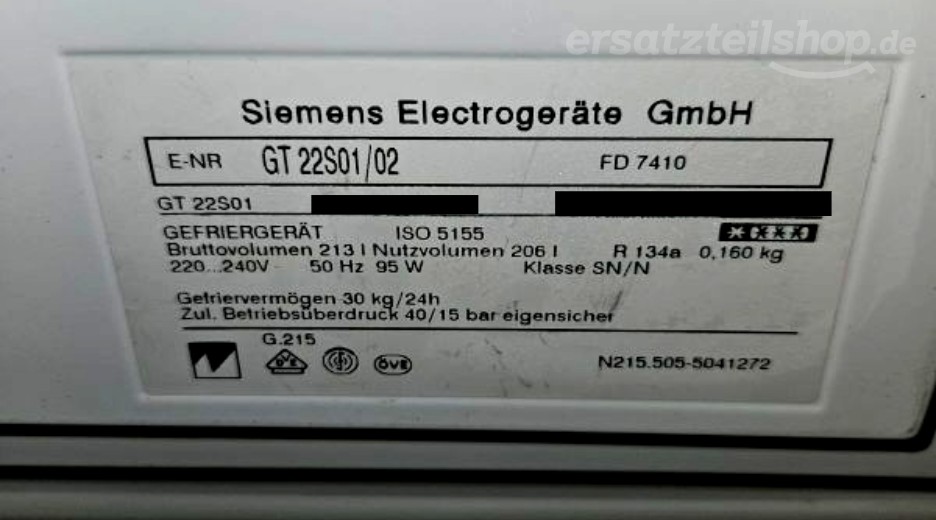 ersatzteilshop.de
Siemens Electrogeräte GmbH
E-NR GT 22S01/02 FD 7410
GT 22S01
GEFRIERGERÄT ISO 5155
Bruttovolumen 213 l Nutzvolumen 206 l R 134a 0,160 kg
220...240V 50 Hz 95 W Klasse SN/N
Gefriervermögen 30 kg/24h
Zul. Betriebsüberdruck 40/15 bar eigensicher
G.215
VDE ÖVE N215.505-5041272